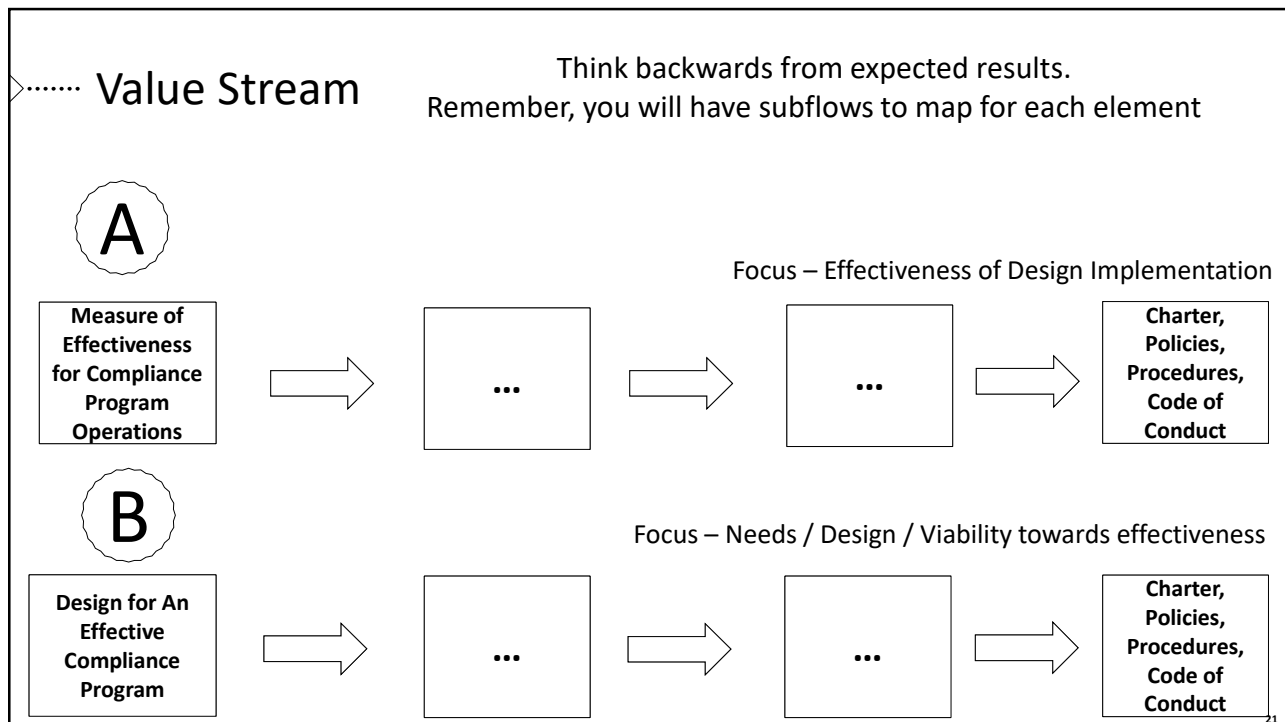 Value Stream
Think backwards from expected results.
Remember, you will have subflows to map for each element
A
Focus – Effectiveness of Design Implementation
Measure of
Effectiveness
for Compliance
Program
Operations
...
...
Charter,
Policies,
Procedures,
Code of
Conduct
B
Focus – Needs / Design / Viability towards effectiveness
Design for An
Effective
Compliance
Program
...
...
Charter,
Policies,
Procedures,
Code of
Conduct
21